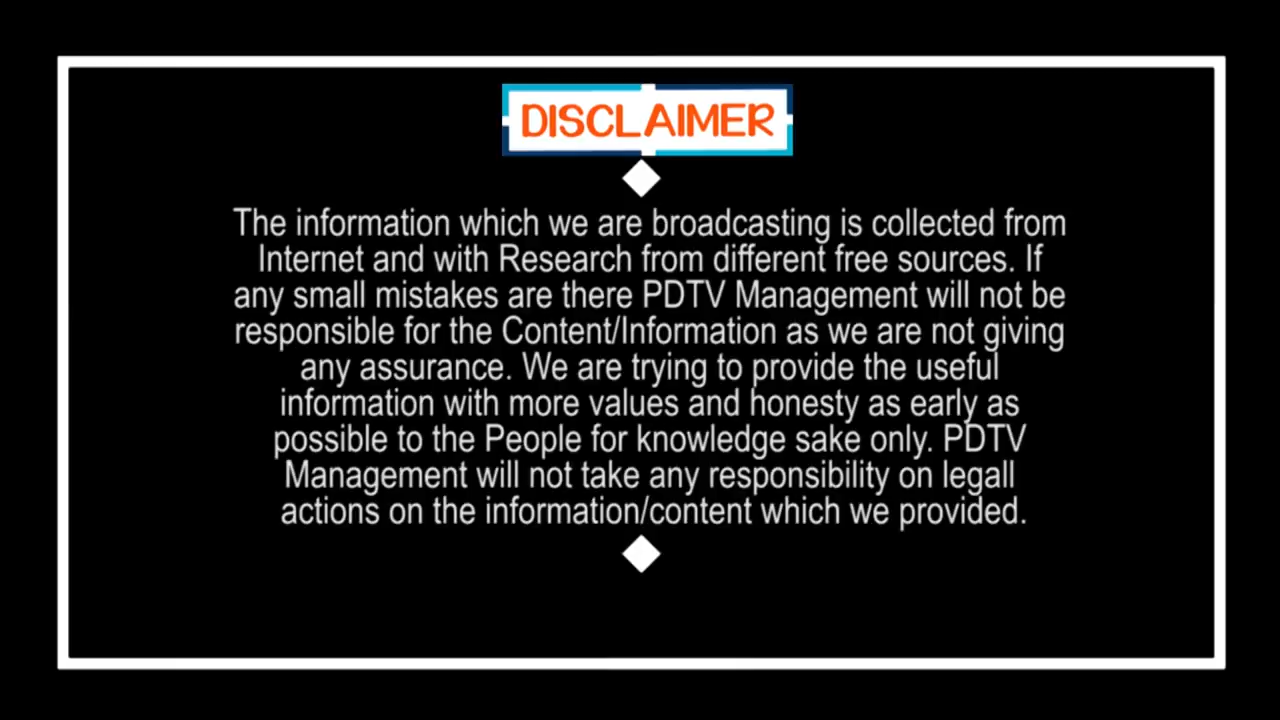 DISCLAIMER
The information which we are broadcasting is collected from
Internet and with Research from different free sources. If
any small mistakes are there PDTV Management will not be
responsible for the Content/Information as we are not giving
any assurance. We are trying to provide the useful
information with more values and honesty as early as
possible to the People for knowledge sake only. PDTV
Management will not take any responsibility on legall
actions on the information/content which we provided.